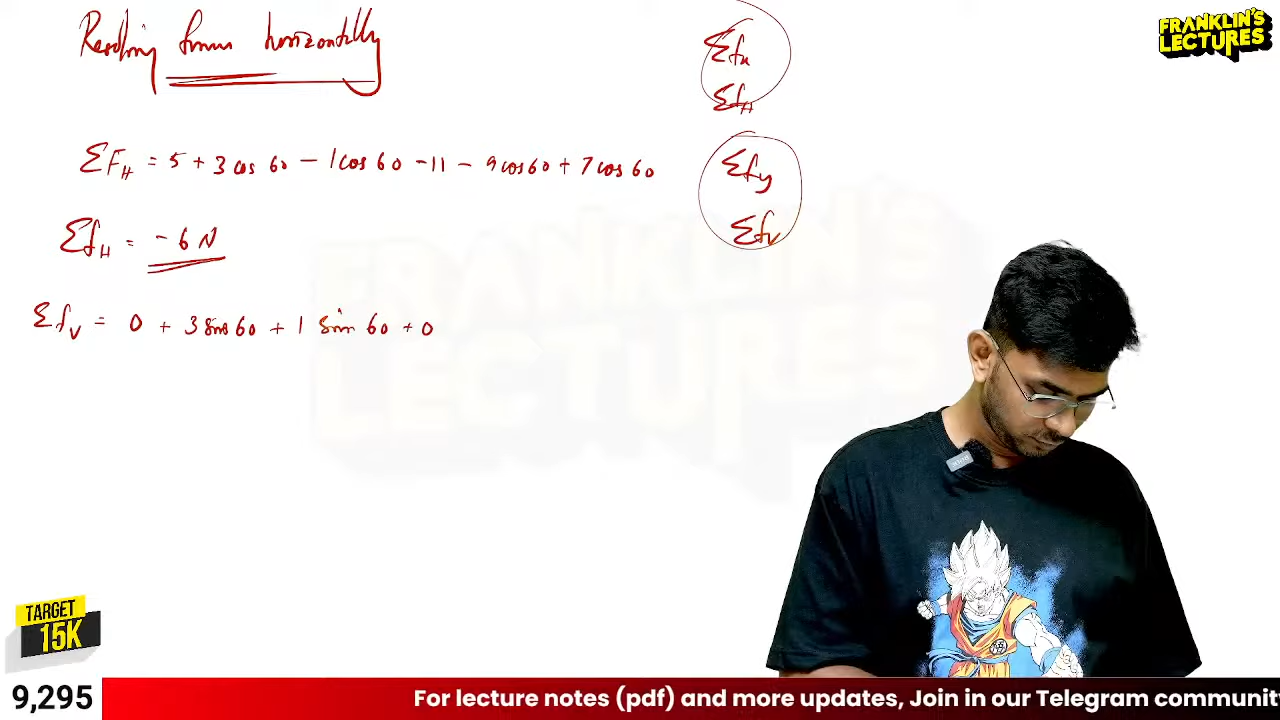 Resolving forces horizontally
Σfx
ΣfH
ΣFH = 5 + 3 cos 60 - 1 cos 60 - 11 - 9 cos 60 + 7 cos 60
Σfy
Σfv
ΣfH = -6 N
Σfv = 0 + 3 sin 60 + 1 sin 60 + 0
FRANKLIN'S
LECTURES
FRANKLIN'S
LECTURES
TARGET
15K
9,295
For lecture notes (pdf) and more updates, Join in our Telegram communit